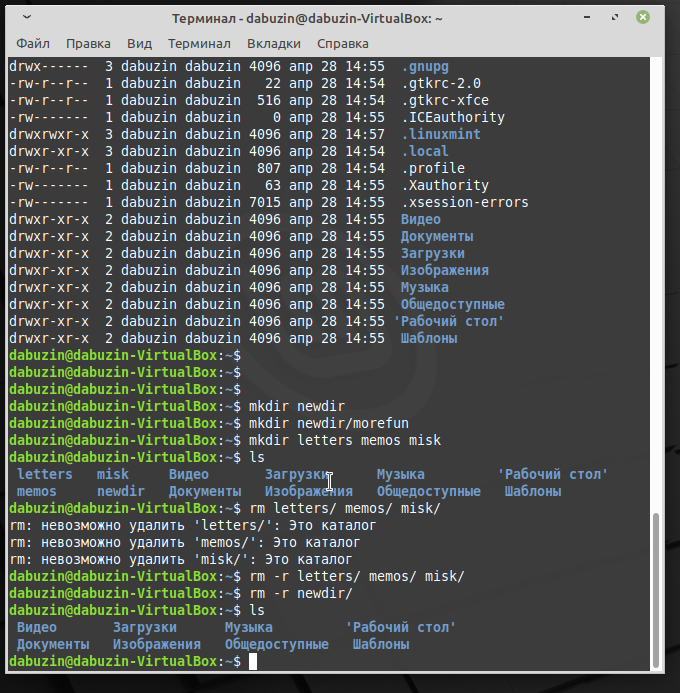 Терминал - dabuzin@dabuzin-VirtualBox: ~
Файл Правка Вид Терминал Вкладки Справка
drwx------  3 dabuzin dabuzin 4096 апр 28 14:55  .gnupg
-rw-r--r--  1 dabuzin dabuzin   22 апр 28 14:54  .gtkrc-2.0
-rw-r--r--  1 dabuzin dabuzin  516 апр 28 14:54  .gtkrc-xfce
-rw-------  1 dabuzin dabuzin    0 апр 28 14:55  .ICEauthority
drwxrwxr-x  3 dabuzin dabuzin 4096 апр 28 14:57  .linuxmint
drwxr-xr-x  3 dabuzin dabuzin 4096 апр 28 14:54  .local
-rw-r--r--  1 dabuzin dabuzin  807 апр 28 14:54  .profile
-rw-------  1 dabuzin dabuzin   63 апр 28 14:55  .Xauthority
-rw-------  1 dabuzin dabuzin 7015 апр 28 14:55  .xsession-errors
drwxr-xr-x  2 dabuzin dabuzin 4096 апр 28 14:55  Видео
drwxr-xr-x  2 dabuzin dabuzin 4096 апр 28 14:55  Документы
drwxr-xr-x  2 dabuzin dabuzin 4096 апр 28 14:55  Загрузки
drwxr-xr-x  2 dabuzin dabuzin 4096 апр 28 14:55  Изображения
drwxr-xr-x  2 dabuzin dabuzin 4096 апр 28 14:55  Музыка
drwxr-xr-x  2 dabuzin dabuzin 4096 апр 28 14:55  Общедоступные
drwxr-xr-x  2 dabuzin dabuzin 4096 апр 28 14:55 'Рабочий стол'
drwxr-xr-x  2 dabuzin dabuzin 4096 апр 28 14:55  Шаблоны
dabuzin@dabuzin-VirtualBox:~$
dabuzin@dabuzin-VirtualBox:~$
dabuzin@dabuzin-VirtualBox:~$
dabuzin@dabuzin-VirtualBox:~$ mkdir newdir
dabuzin@dabuzin-VirtualBox:~$ mkdir newdir/morefun
dabuzin@dabuzin-VirtualBox:~$ mkdir letters memos misk
dabuzin@dabuzin-VirtualBox:~$ ls
letters   misk     Видео       Загрузки      Музыка         'Рабочий стол'
memos     newdir   Документы   Изображения   Общедоступные   Шаблоны
dabuzin@dabuzin-VirtualBox:~$ rm letters/ memos/ misk/
rm: невозможно удалить 'letters/': Это каталог
rm: невозможно удалить 'memos/': Это каталог
rm: невозможно удалить 'misk/': Это каталог
dabuzin@dabuzin-VirtualBox:~$ rm -r letters/ memos/ misk/
dabuzin@dabuzin-VirtualBox:~$ rm -r newdir/
dabuzin@dabuzin-VirtualBox:~$ ls
Видео       Загрузки      Музыка         'Рабочий стол'
Документы   Изображения   Общедоступные   Шаблоны
dabuzin@dabuzin-VirtualBox:~$